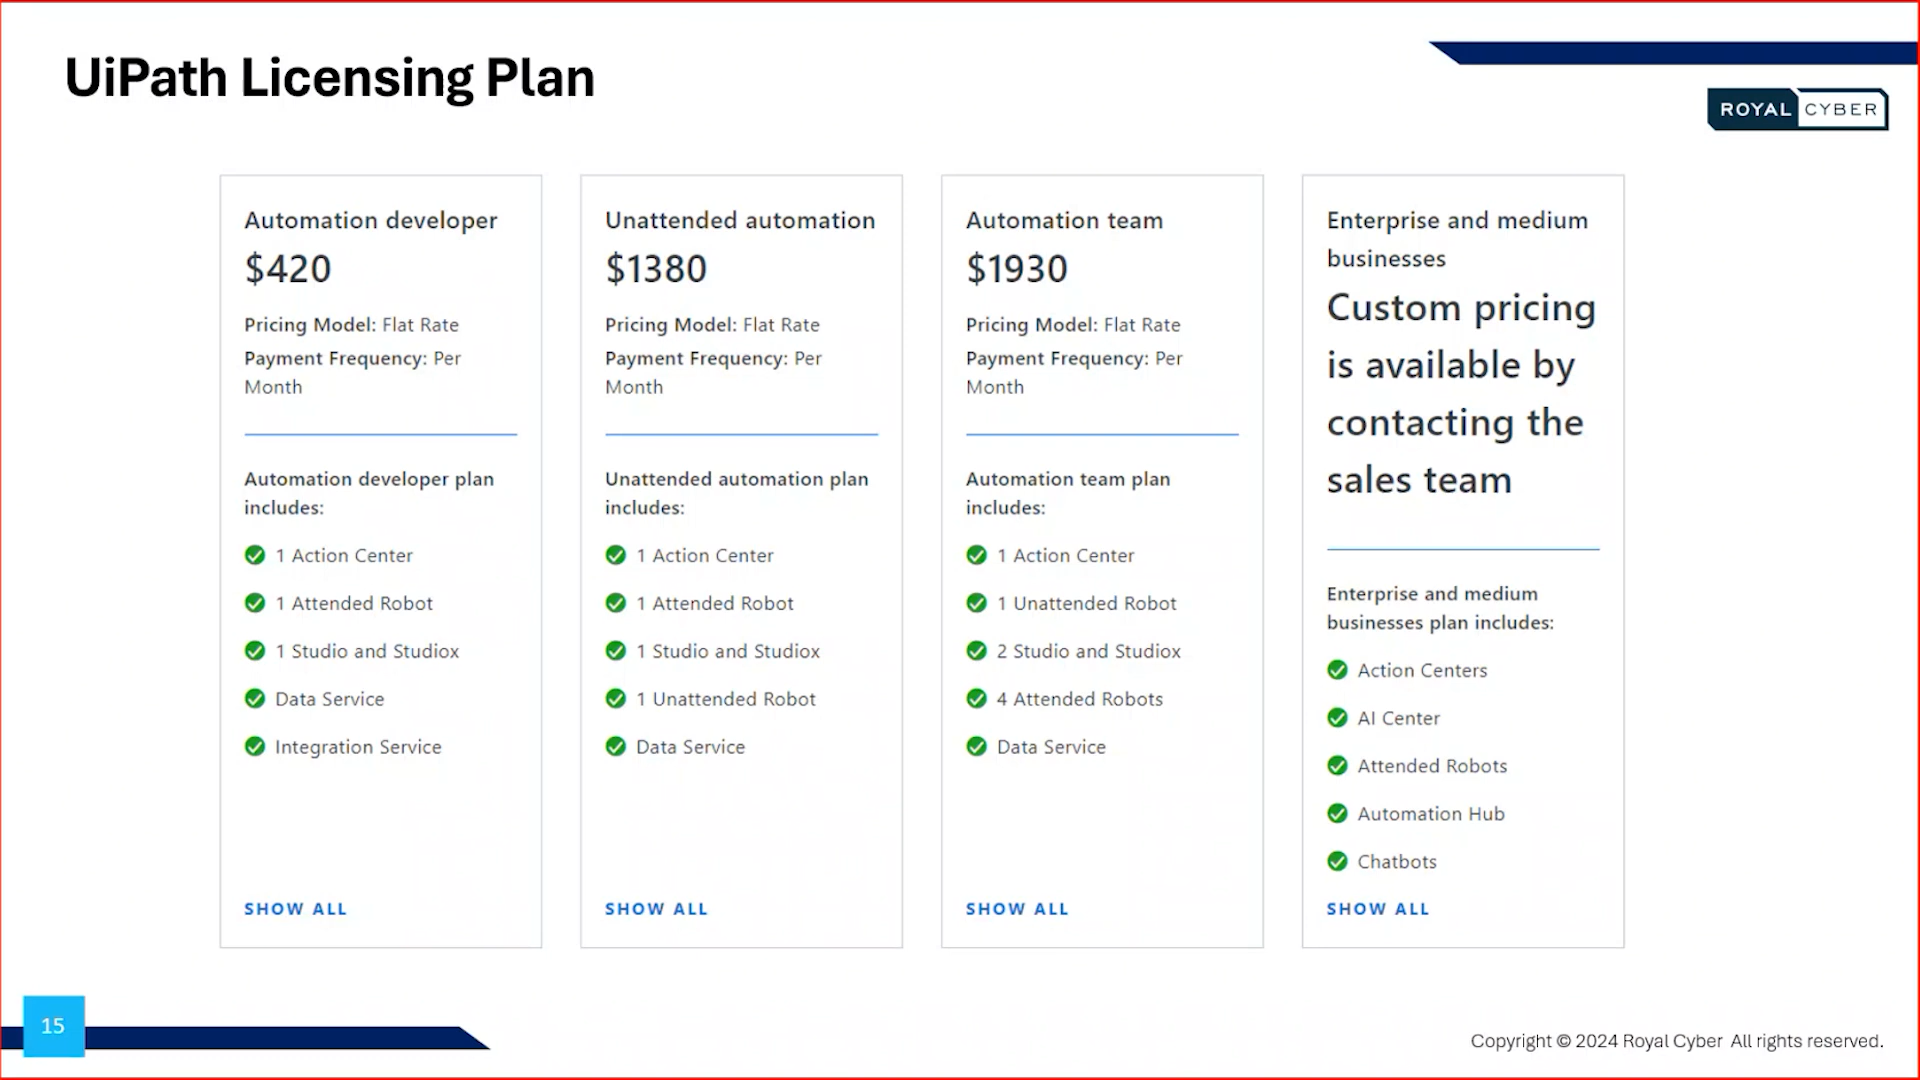 UiPath Licensing Plan
ROYAL CYBER
Automation developer
$420
Pricing Model: Flat Rate
Payment Frequency: Per
Month
Automation developer plan
includes:
1 Action Center
1 Attended Robot
1 Studio and Studiox
Data Service
Integration Service
SHOW ALL
Unattended automation
$1380
Pricing Model: Flat Rate
Payment Frequency: Per
Month
Unattended automation plan
includes:
1 Action Center
1 Attended Robot
1 Studio and Studiox
1 Unattended Robot
Data Service
SHOW ALL
Automation team
$1930
Pricing Model: Flat Rate
Payment Frequency: Per
Month
Automation team plan
includes:
1 Action Center
1 Unattended Robot
2 Studio and Studiox
4 Attended Robots
Data Service
SHOW ALL
Enterprise and medium
businesses
Custom pricing
is available by
contacting the
sales team
Enterprise and medium
businesses plan includes:
Action Centers
AI Center
Attended Robots
Automation Hub
Chatbots
SHOW ALL
15
Copyright © 2024 Royal Cyber All rights reserved.